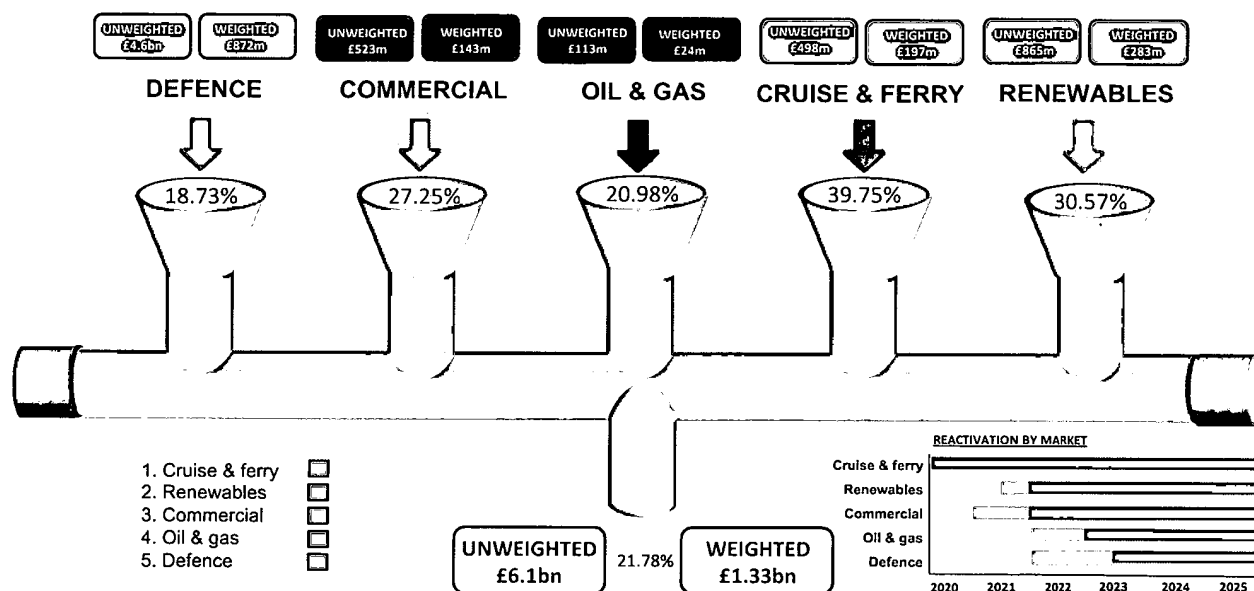 UNWEIGHTED
£4.6bn
WEIGHTED
£872m
UNWEIGHTED
£523m
WEIGHTED
£143m
UNWEIGHTED
£113m
WEIGHTED
£24m
UNWEIGHTED
£498m
WEIGHTED
£197m
UNWEIGHTED
£865m
WEIGHTED
£283m
DEFENCE
COMMERCIAL
OIL & GAS
CRUISE & FERRY
RENEWABLES
18.73%
27.25%
20.98%
39.75%
30.57%
1. Cruise & ferry
2. Renewables
3. Commercial
4. Oil & gas
5. Defence
UNWEIGHTED
£6.1bn
21.78%
WEIGHTED
£1.33bn
REACTIVATION BY MARKET
Cruise & ferry
Renewables
Commercial
Oil & gas
Defence
2020 2021 2022 2023 2024 2025